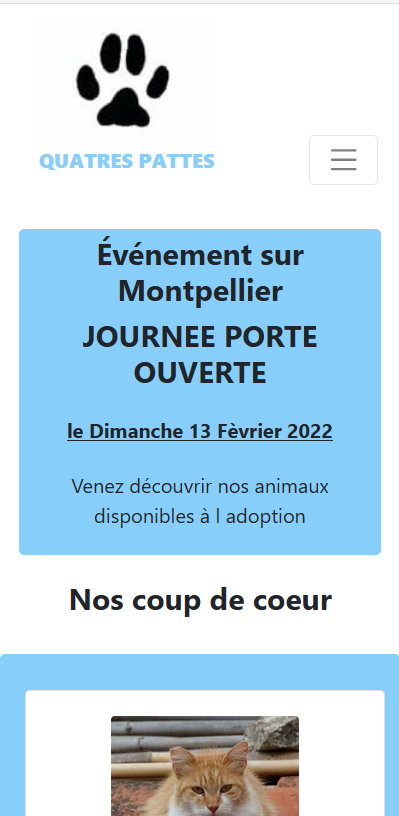 QUATRES PATTES
Événement sur
Montpellier
JOURNEE PORTE
OUVERTE
le Dimanche 13 Fèvrier 2022
Venez découvrir nos animaux
disponibles à l adoption
Nos coup de coeur